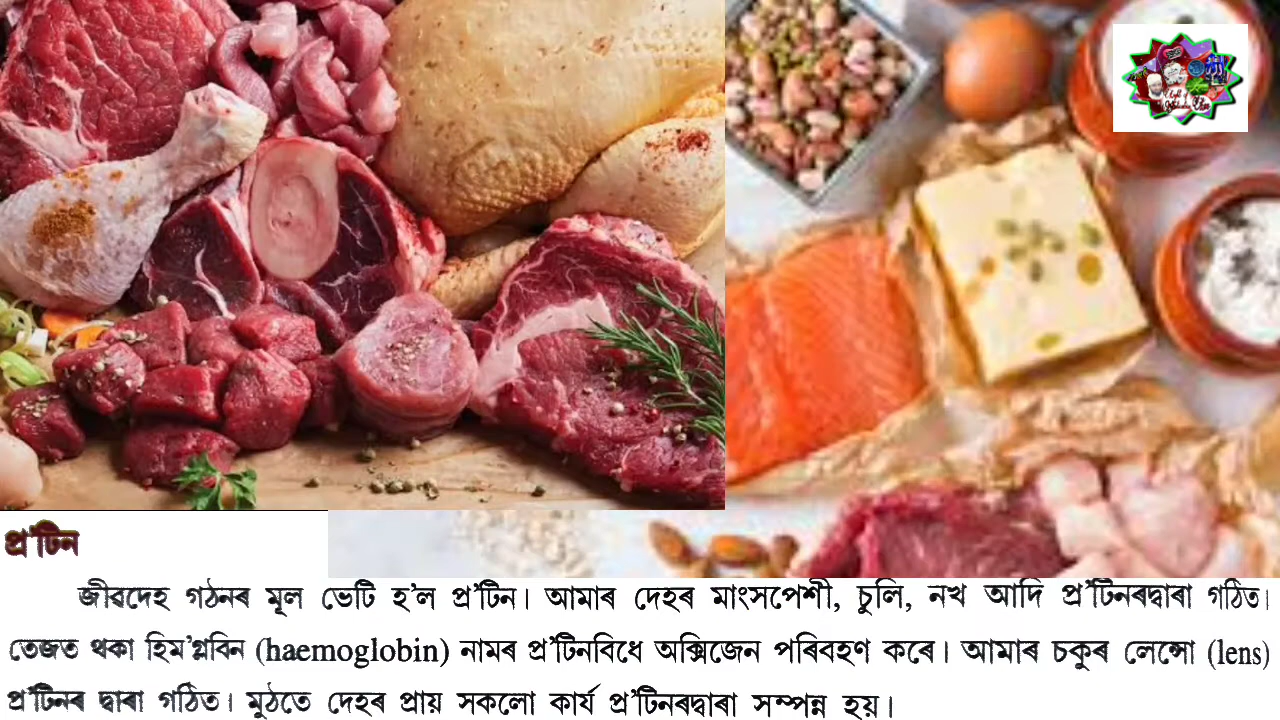 প্ৰ'টিন
জীৱদেহ গঠনৰ মূল ভেটি হ'ল প্ৰ'টিন। আমাৰ দেহৰ মাংসপেশী, চুলি, নখ আদি প্ৰ'টিনৰদ্বাৰা গঠিত।
তেজত থকা হিম'গ্লবিন (haemoglobin) নামৰ প্ৰ'টিনবিধে অক্সিজেন পৰিবহণ কৰে। আমাৰ চকুৰ লেন্সো (lens)
প্ৰ'টিনৰ দ্বাৰা গঠিত। মুঠতে দেহৰ প্ৰায় সকলো কাৰ্য প্ৰ'টিনৰদ্বাৰা সম্পন্ন হয়।